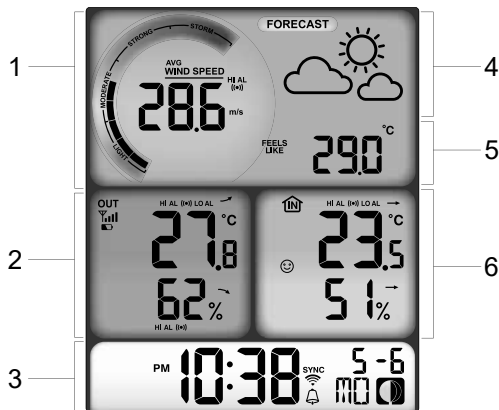 1
2
3
4
5
6
FORECAST
LIGHT MODERATE STRONG STORM
AVG
WIND SPEED
HI AL
28.6 m/s
FEELS
LIKE
29.0 °C
OUT
HI AL LO AL
27.8 °C
62%
HI AL
IN
HI AL LO AL
23.5 °C
51%
PM 10:38
SYNC
5-6
MO